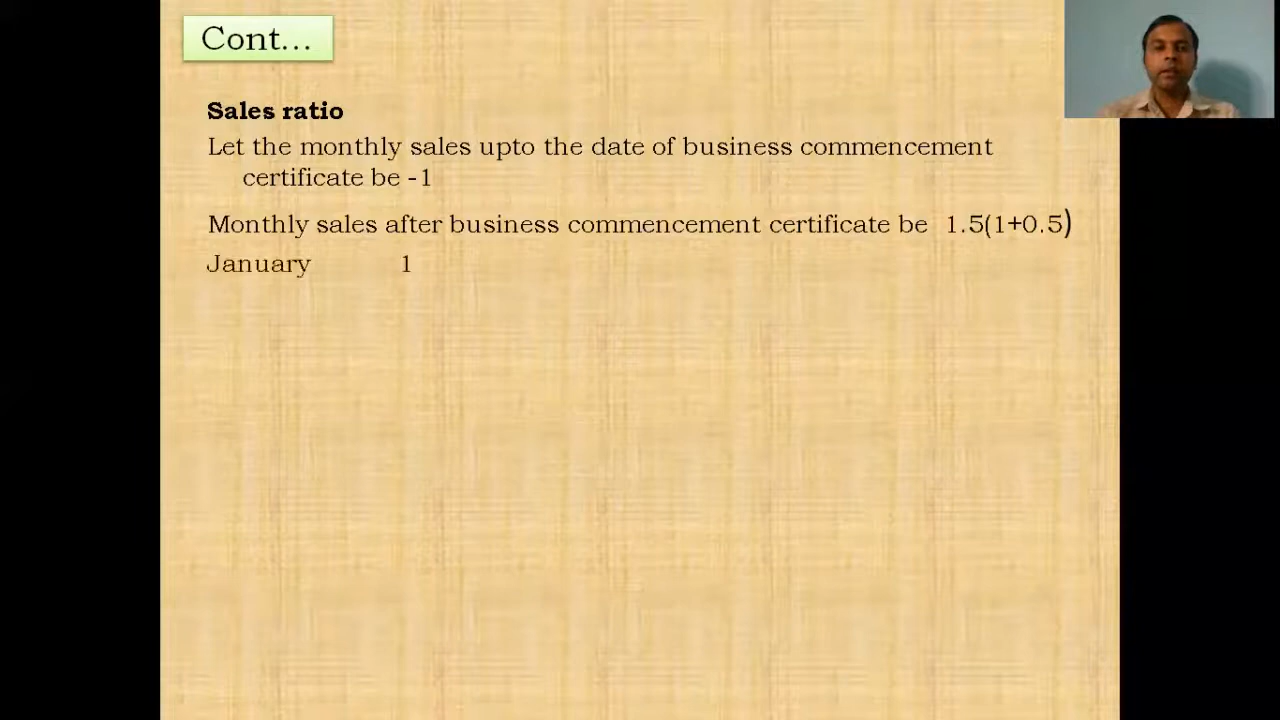 Cont...
Sales ratio
Let the monthly sales upto the date of business commencement
certificate be -1
Monthly sales after business commencement certificate be 1.5(1+0.5)
January 1